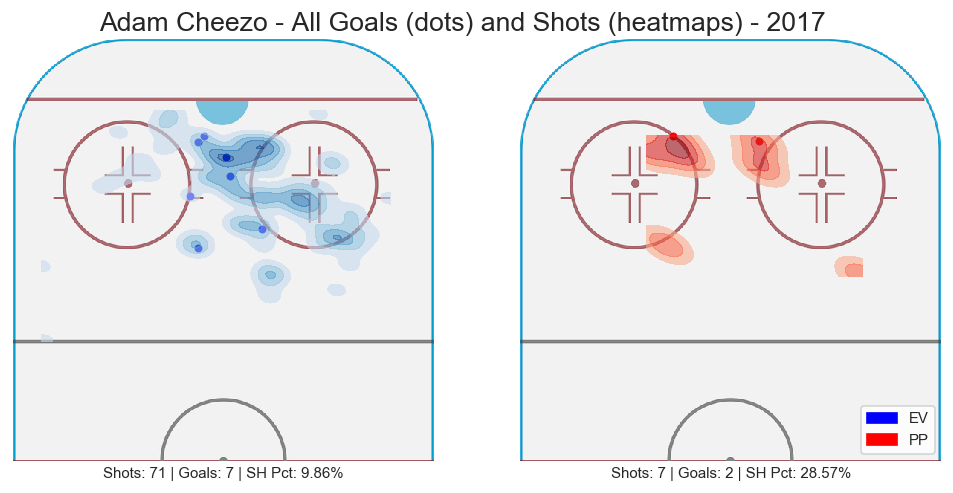 Adam Cheezo - All Goals (dots) and Shots (heatmaps) - 2017
EV
PP
Shots: 71 | Goals: 7 | SH Pct: 9.86%
Shots: 7 | Goals: 2 | SH Pct: 28.57%